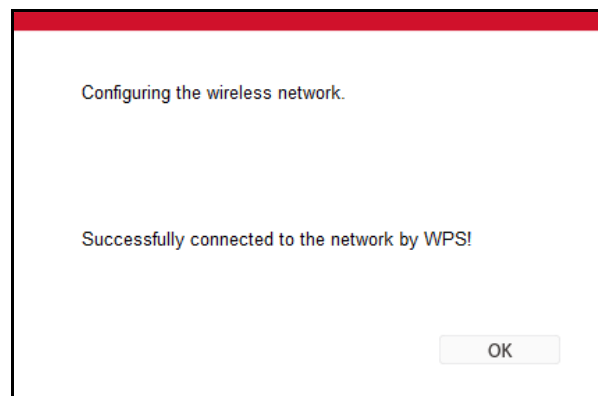 Configuring the wireless network.
Successfully connected to the network by WPS!
OK